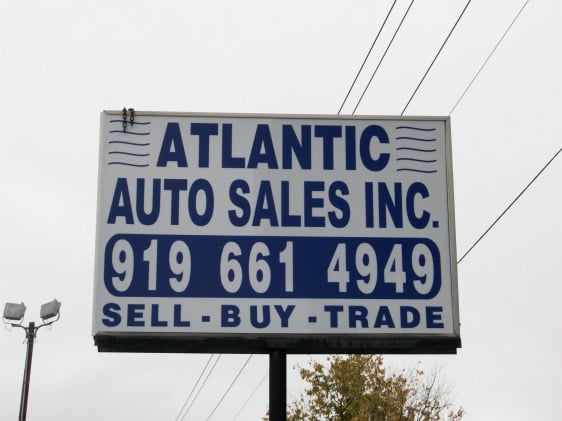 ATLANTIC
AUTO SALES INC.
919 661 4949
SELL - BUY - TRADE